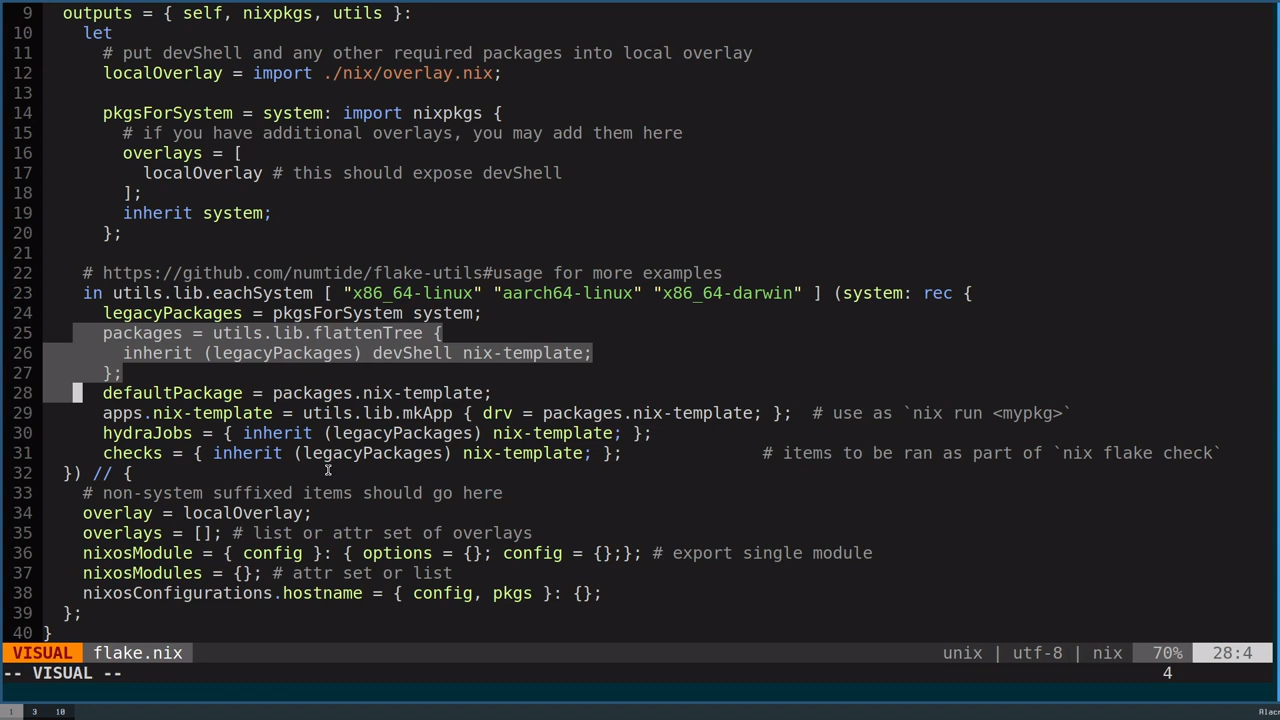 9 outputs = { self, nixpkgs, utils }:
10 let
11 # put devShell and any other required packages into local overlay
12 localOverlay = import ./nix/overlay.nix;
13
14 pkgsForSystem = system: import nixpkgs {
15 # if you have additional overlays, you may add them here
16 overlays = [
17 localOverlay # this should expose devShell
18 ];
19 inherit system;
20 };
21
22 # https://github.com/numtide/flake-utils#usage for more examples
23 in utils.lib.eachSystem [ "x86_64-linux" "aarch64-linux" "x86_64-darwin" ] (system: rec {
24 legacyPackages = pkgsForSystem system;
25 packages = utils.lib.flattenTree {
26 inherit (legacyPackages) devShell nix-template;
27 };
28 defaultPackage = packages.nix-template;
29 apps.nix-template = utils.lib.mkApp { drv = packages.nix-template; }; # use as `nix run <mypkg>`
30 hydraJobs = { inherit (legacyPackages) nix-template; };
31 checks = { inherit (legacyPackages) nix-template; }; # items to be ran as part of `nix flake check`
32 }) // {
33 # non-system suffixed items should go here
34 overlay = localOverlay;
35 overlays = []; # list or attr set of overlays
36 nixosModule = { config }: { options = {}; config = {};}; # export single module
37 nixosModules = {}; # attr set or list
38 nixosConfigurations.hostname = { config, pkgs }: {};
39 };
40 }
VISUAL flake.nix unix | utf-8 | nix 70% 28:4
-- VISUAL -- 4
1 3 10 Alac